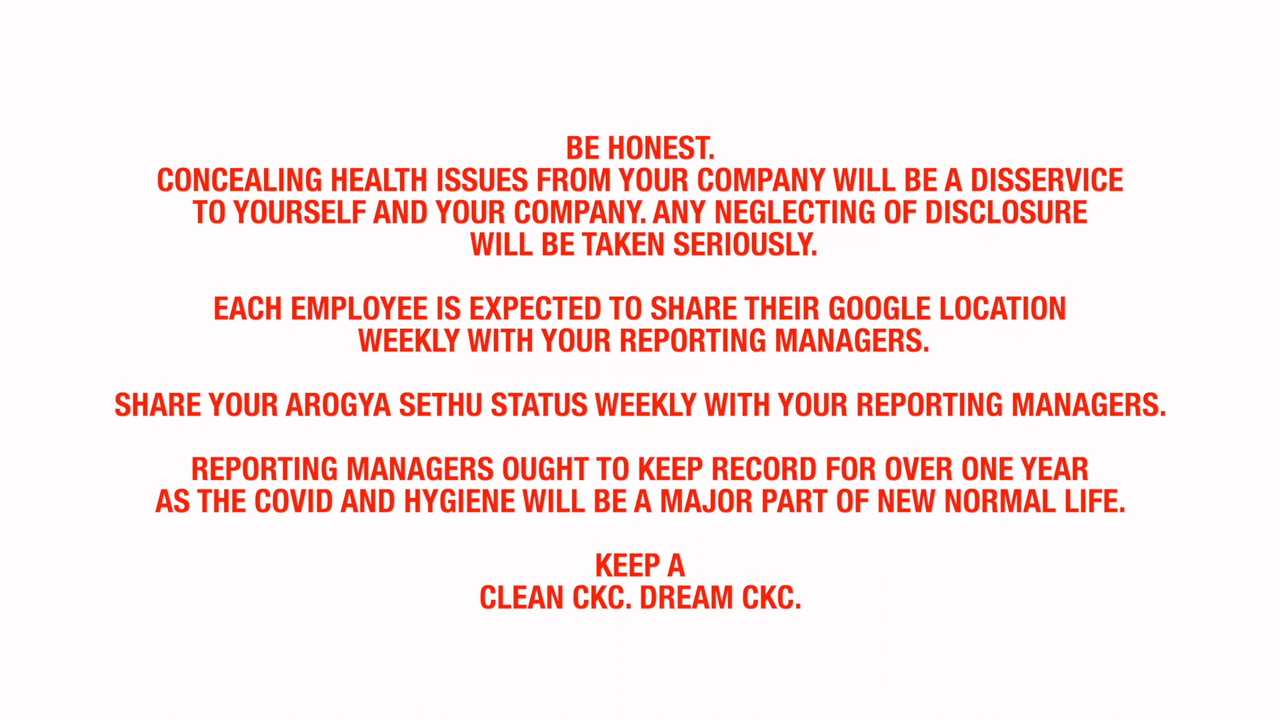 BE HONEST.
CONCEALING HEALTH ISSUES FROM YOUR COMPANY WILL BE A DISSERVICE
TO YOURSELF AND YOUR COMPANY. ANY NEGLECTING OF DISCLOSURE
WILL BE TAKEN SERIOUSLY.
EACH EMPLOYEE IS EXPECTED TO SHARE THEIR GOOGLE LOCATION
WEEKLY WITH YOUR REPORTING MANAGERS.
SHARE YOUR AROGYA SETHU STATUS WEEKLY WITH YOUR REPORTING MANAGERS.
REPORTING MANAGERS OUGHT TO KEEP RECORD FOR OVER ONE YEAR
AS THE COVID AND HYGIENE WILL BE A MAJOR PART OF NEW NORMAL LIFE.
KEEP A
CLEAN CKC. DREAM CKC.